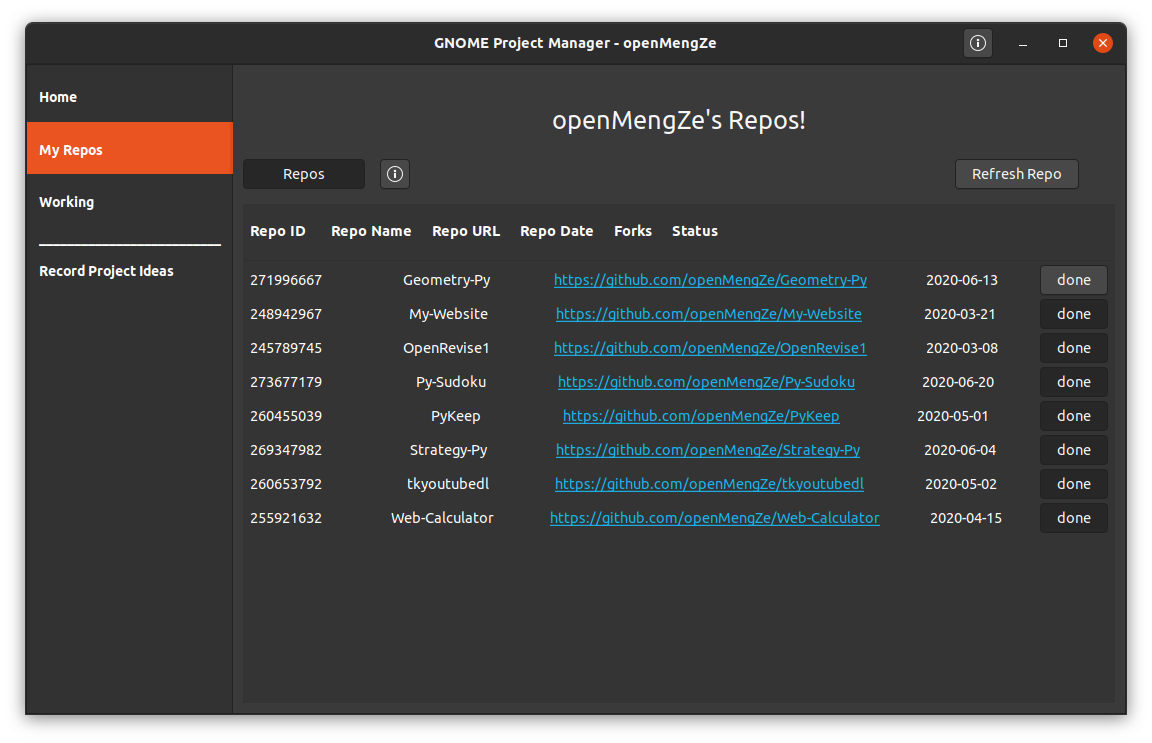 GNOME Project Manager - openMengZe
Home
My Repos
Working
Record Project Ideas
openMengZe's Repos!
Repos
Refresh Repo
Repo ID Repo Name Repo URL Repo Date Forks Status
271996667 Geometry-Py https://github.com/openMengZe/Geometry-Py 2020-06-13 done
248942967 My-Website https://github.com/openMengZe/My-Website 2020-03-21 done
245789745 OpenRevise1 https://github.com/openMengZe/OpenRevise1 2020-03-08 done
273677179 Py-Sudoku https://github.com/openMengZe/Py-Sudoku 2020-06-20 done
260455039 PyKeep https://github.com/openMengZe/PyKeep 2020-05-01 done
269347982 Strategy-Py https://github.com/openMengZe/Strategy-Py 2020-06-04 done
260653792 tkyoutubedl https://github.com/openMengZe/tkyoutubedl 2020-05-02 done
255921632 Web-Calculator https://github.com/openMengZe/Web-Calculator 2020-04-15 done